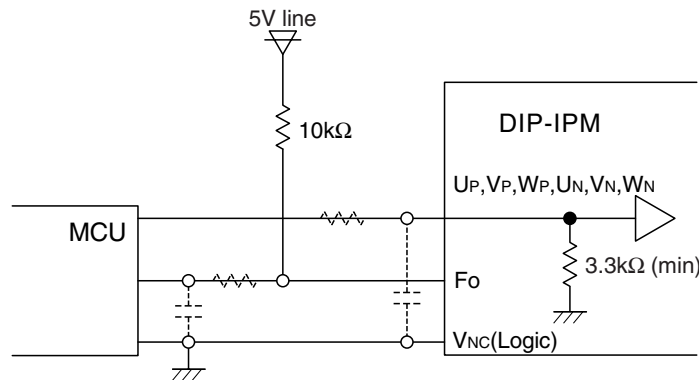 5V line
10kΩ
DIP-IPM
UP,VP,WP,UN,VN,WN
MCU
3.3kΩ (min)
Fo
VNC(Logic)